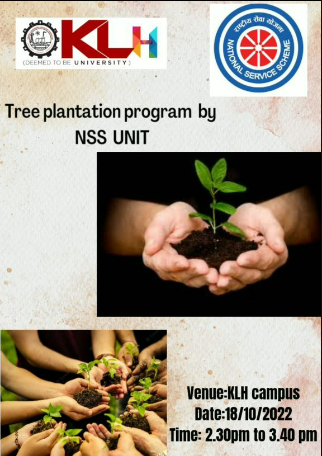 KLH
(DEEMED TO BE UNIVERSITY)
राष्ट्रीय सेवा योजना
NATIONAL SERVICE SCHEME
Tree plantation program by
NSS UNIT
Venue:KLH campus
Date:18/10/2022
Time: 2.30pm to 3.40 pm